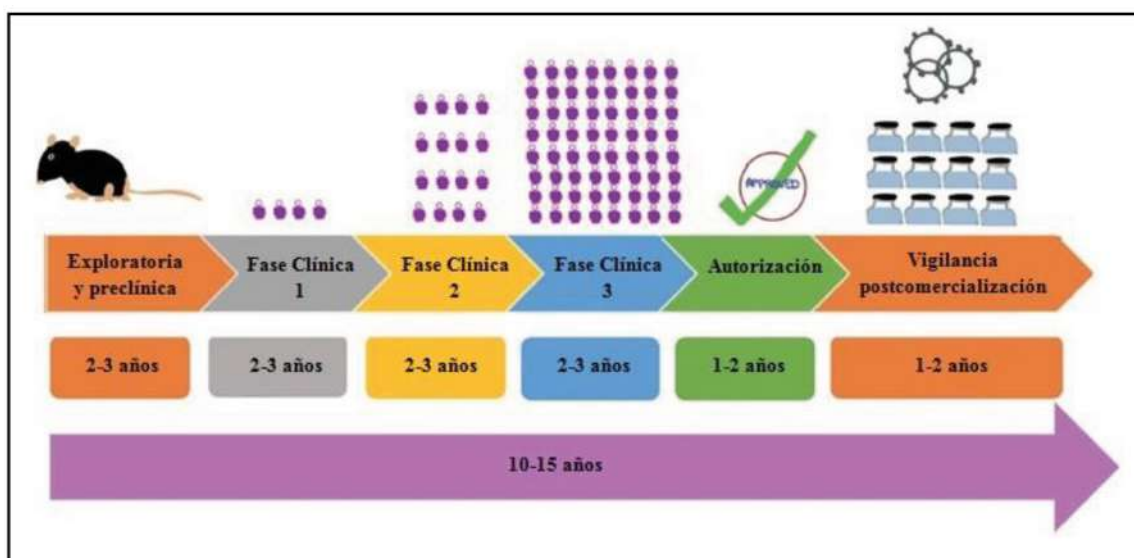 APPROVED
Exploratoria
y preclínica
Fase Clínica
1
Fase Clínica
2
Fase Clínica
3
Autorización
Vigilancia
postcomercialización
2-3 años
2-3 años
2-3 años
2-3 años
1-2 años
1-2 años
10-15 años